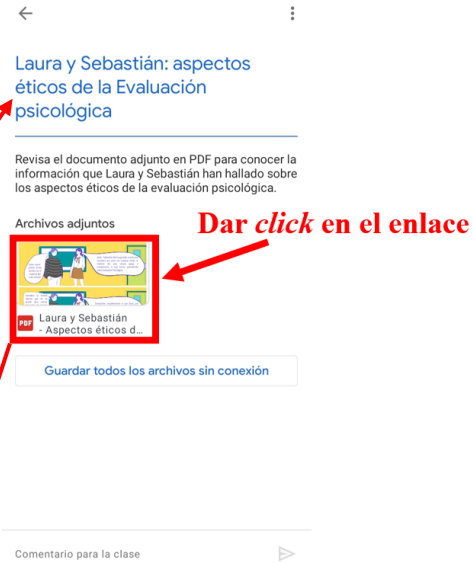 Laura y Sebastián: aspectos
éticos de la Evaluación
psicológica
Revisa el documento adjunto en PDF para conocer la
información que Laura y Sebastián han hallado sobre
los aspectos éticos de la evaluación psicológica.
Archivos adjuntos
Dar click en el enlace
PDF
Laura y Sebastián
- Aspectos éticos d...
Guardar todos los archivos sin conexión
Comentario para la clase